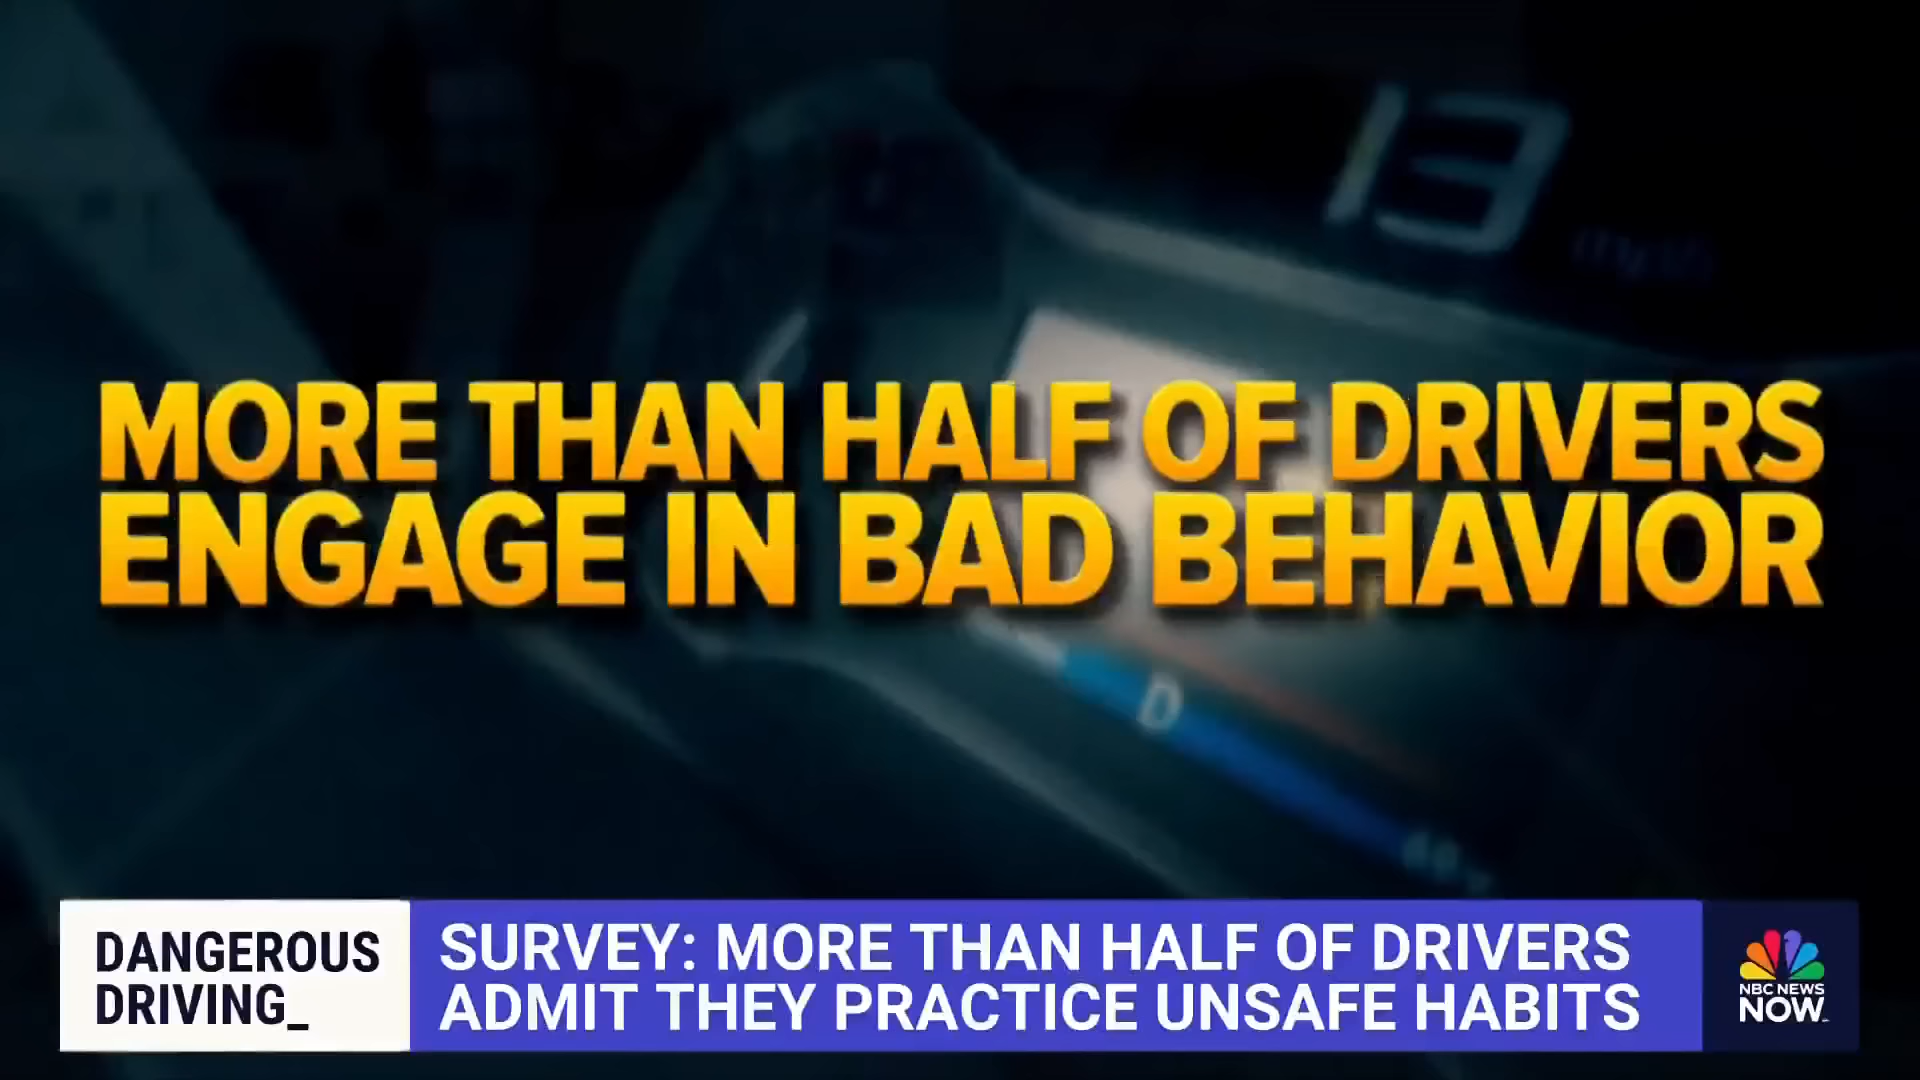 13
mph
MORE THAN HALF OF DRIVERS
ENGAGE IN BAD BEHAVIOR
D
DANGEROUS
DRIVING_
SURVEY: MORE THAN HALF OF DRIVERS
ADMIT THEY PRACTICE UNSAFE HABITS
NBC NEWS
NOW